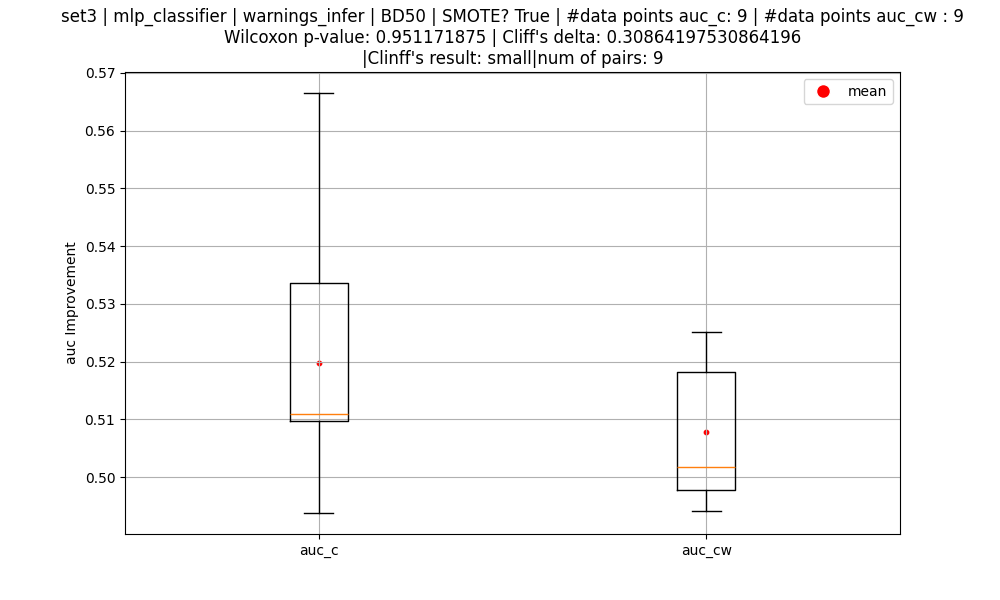 set3 | mlp_classifier | warnings_infer | BD50 | SMOTE? True | #data points auc_c: 9 | #data points auc_cw : 9
Wilcoxon p-value: 0.951171875 | Cliff's delta: 0.30864197530864196
|Clinff's result: small|num of pairs: 9
mean
0.57
0.56
0.55
0.54
0.53
0.52
0.51
0.50
auc Improvement
auc_c
auc_cw